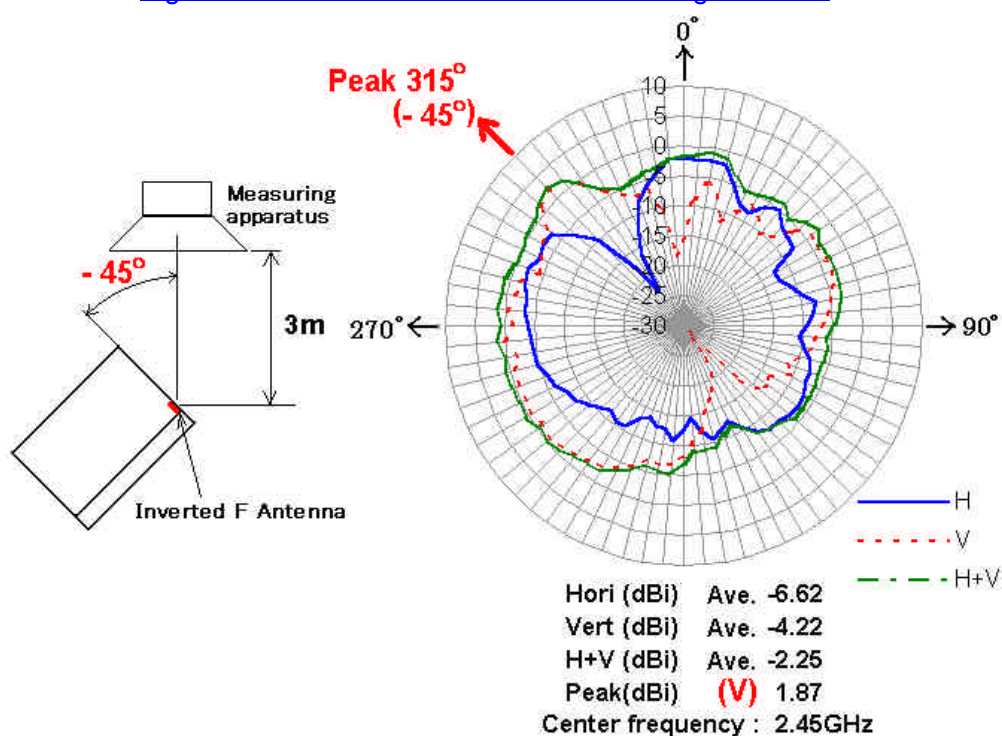 0°
Peak 315°
(- 45°)
10
5
0
-5
-10
-15
-20
-25
-30
Measuring
apparatus
- 45°
3m
270°
90°
Inverted F Antenna
H
V
H+V
Hori (dBi) Ave. -6.62
Vert (dBi) Ave. -4.22
H+V (dBi) Ave. -2.25
Peak(dBi) (V) 1.87
Center frequency : 2.45GHz